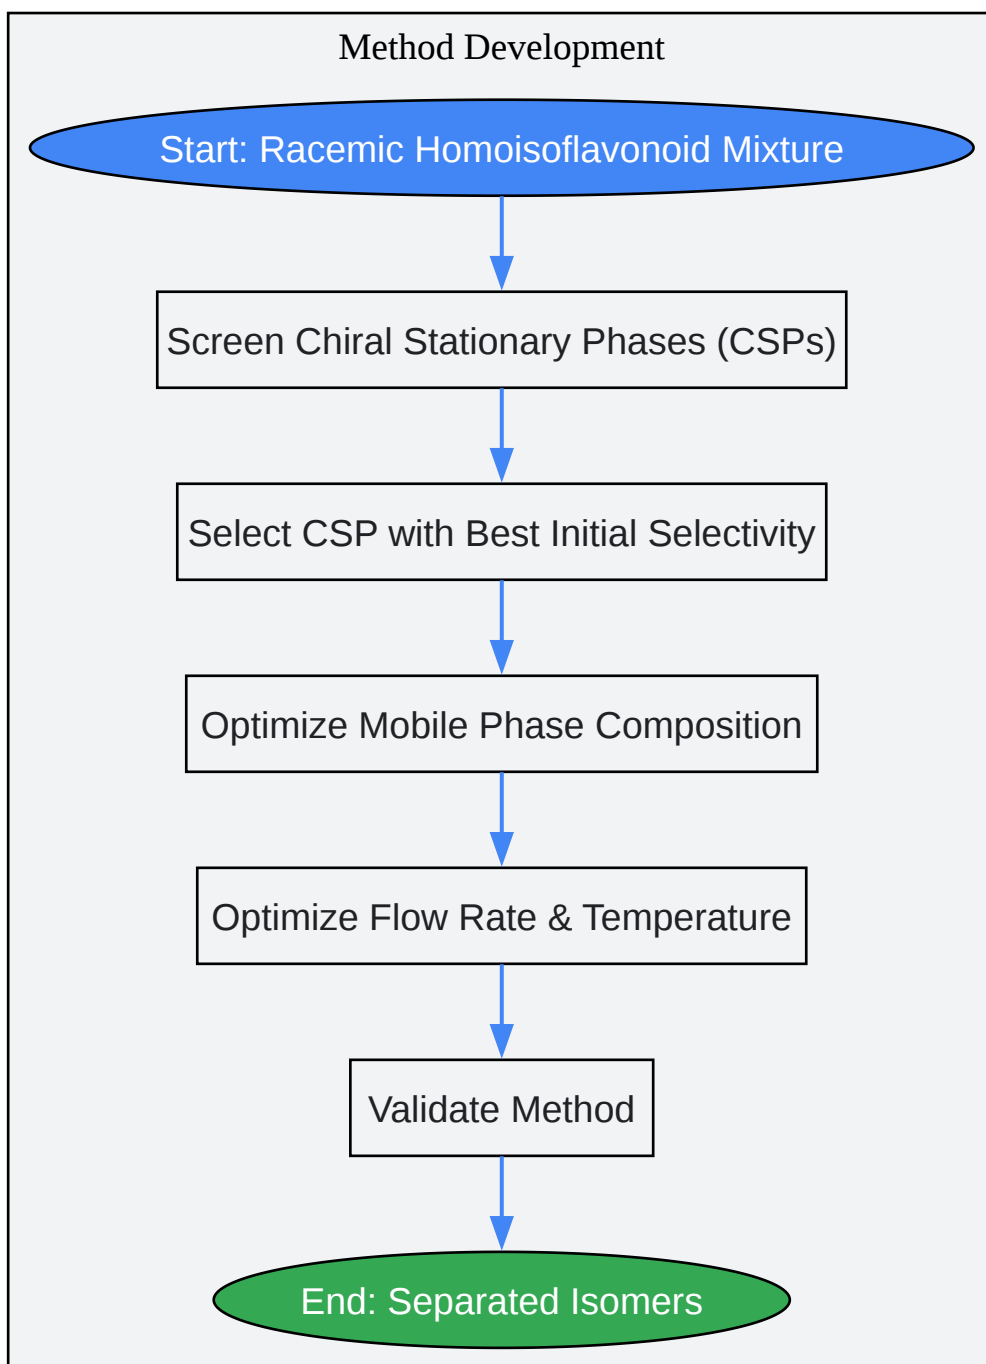 Method Development
Start: Racemic Homoisoflavonoid Mixture
Screen Chiral Stationary Phases (CSPs)
Select CSP with Best Initial Selectivity
Optimize Mobile Phase Composition
Optimize Flow Rate & Temperature
Validate Method
End: Separated Isomers